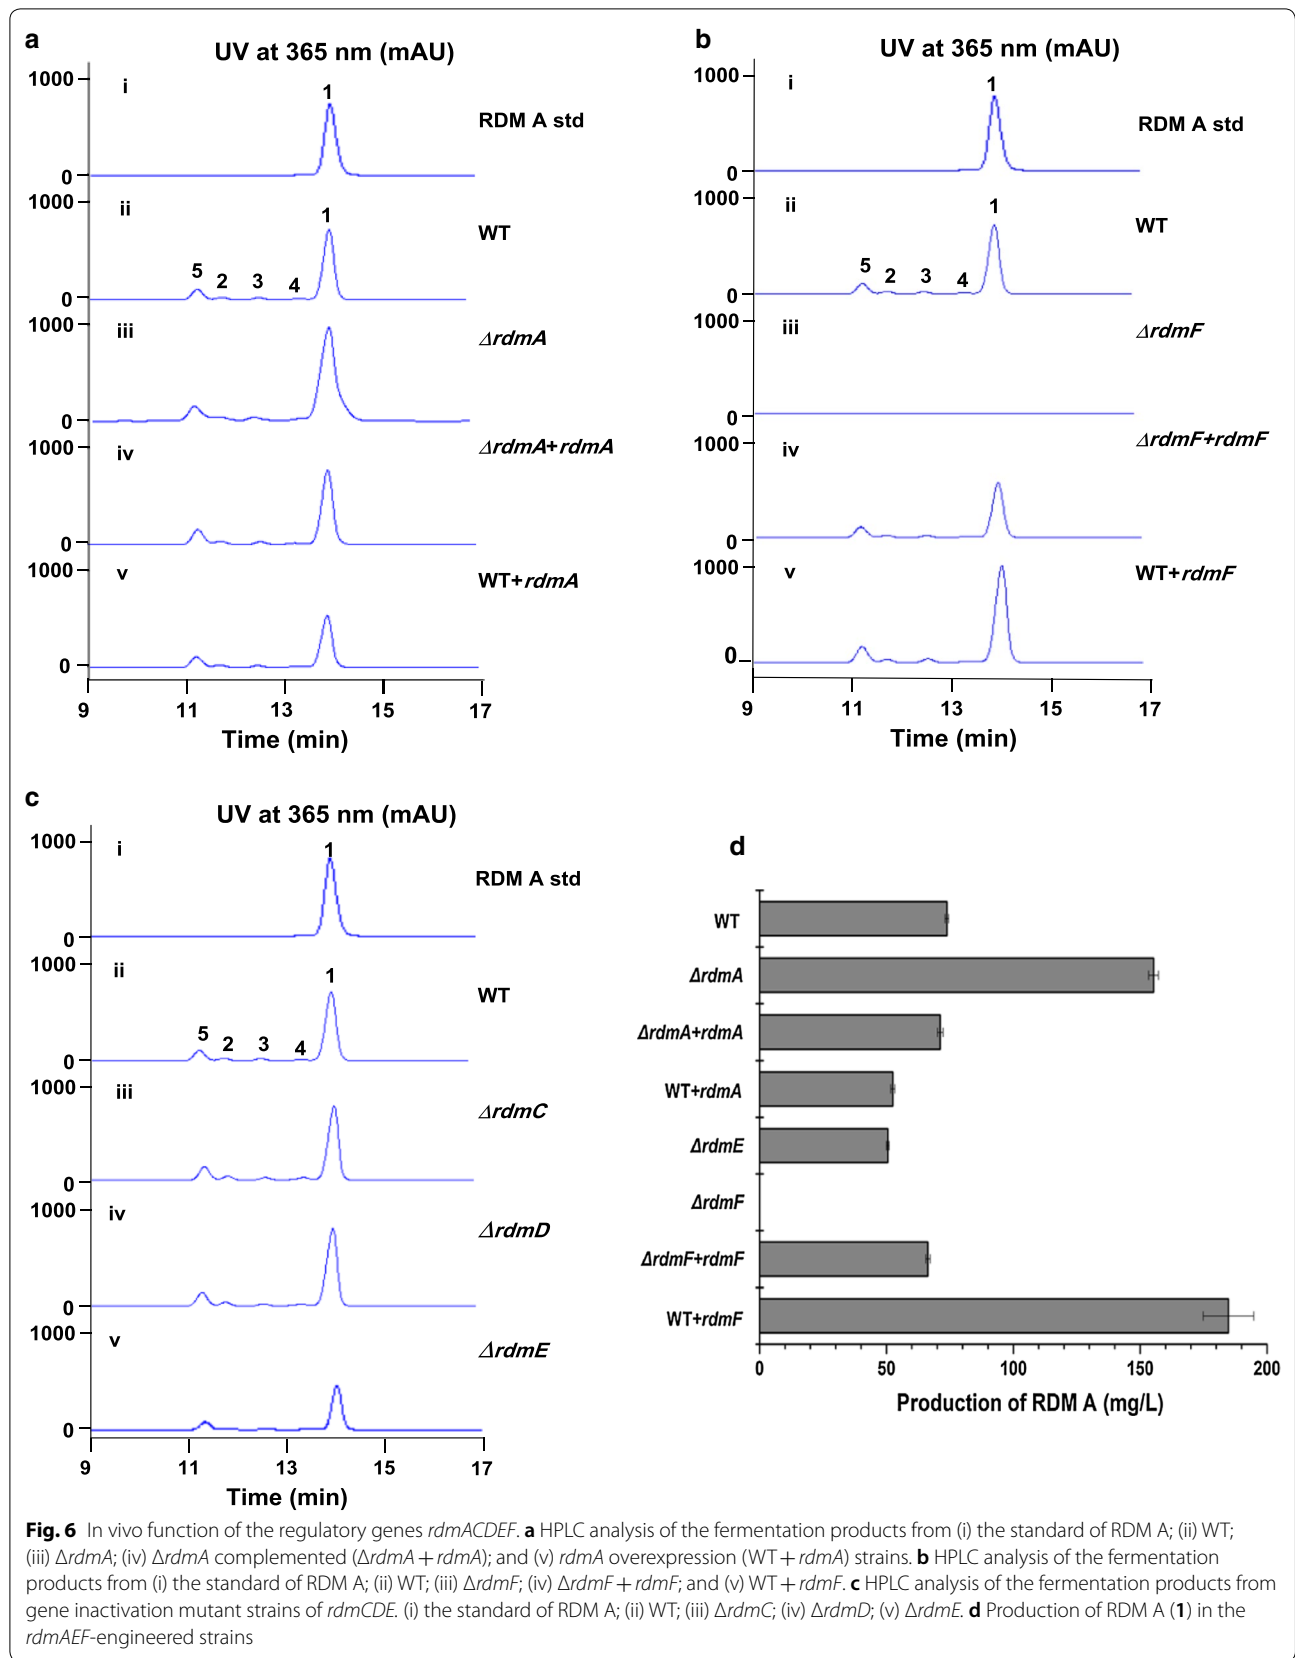 a
UV at 365 nm (mAU)
1000
i
1
RDM A std
0
1000
ii
1
WT
5 2 3 4
0
1000
iii
ΔrdmA
0
1000
iv
ΔrdmA+rdmA
0
1000
v
WT+rdmA
0
9 11 13 15 17
Time (min)
b
UV at 365 nm (mAU)
1000
i
1
RDM A std
0
1000
ii
1
WT
5 2 3 4
0
1000
iii
ΔrdmF
0
1000
iv
ΔrdmF+rdmF
0
1000
v
WT+rdmF
0
9 11 13 15 17
Time (min)
c
UV at 365 nm (mAU)
1000
i
1
RDM A std
0
1000
ii
1
WT
5 2 3 4
0
1000
iii
ΔrdmC
0
1000
iv
ΔrdmD
0
1000
v
ΔrdmE
0
9 11 13 15 17
Time (min)
d
WT
ΔrdmA
ΔrdmA+rdmA
WT+rdmA
ΔrdmE
ΔrdmF
ΔrdmF+rdmF
WT+rdmF
0 50 100 150 200
Production of RDM A (mg/L)
Fig. 6 In vivo function of the regulatory genes rdmACDEF. a HPLC analysis of the fermentation products from (i) the standard of RDM A; (ii) WT;
(iii) ΔrdmA; (iv) ΔrdmA complemented (ΔrdmA + rdmA); and (v) rdmA overexpression (WT + rdmA) strains. b HPLC analysis of the fermentation
products from (i) the standard of RDM A; (ii) WT; (iii) ΔrdmF; (iv) ΔrdmF + rdmF; and (v) WT + rdmF. c HPLC analysis of the fermentation products from
gene inactivation mutant strains of rdmCDE. (i) the standard of RDM A; (ii) WT; (iii) ΔrdmC; (iv) ΔrdmD; (v) ΔrdmE. d Production of RDM A (1) in the
rdmAEF-engineered strains